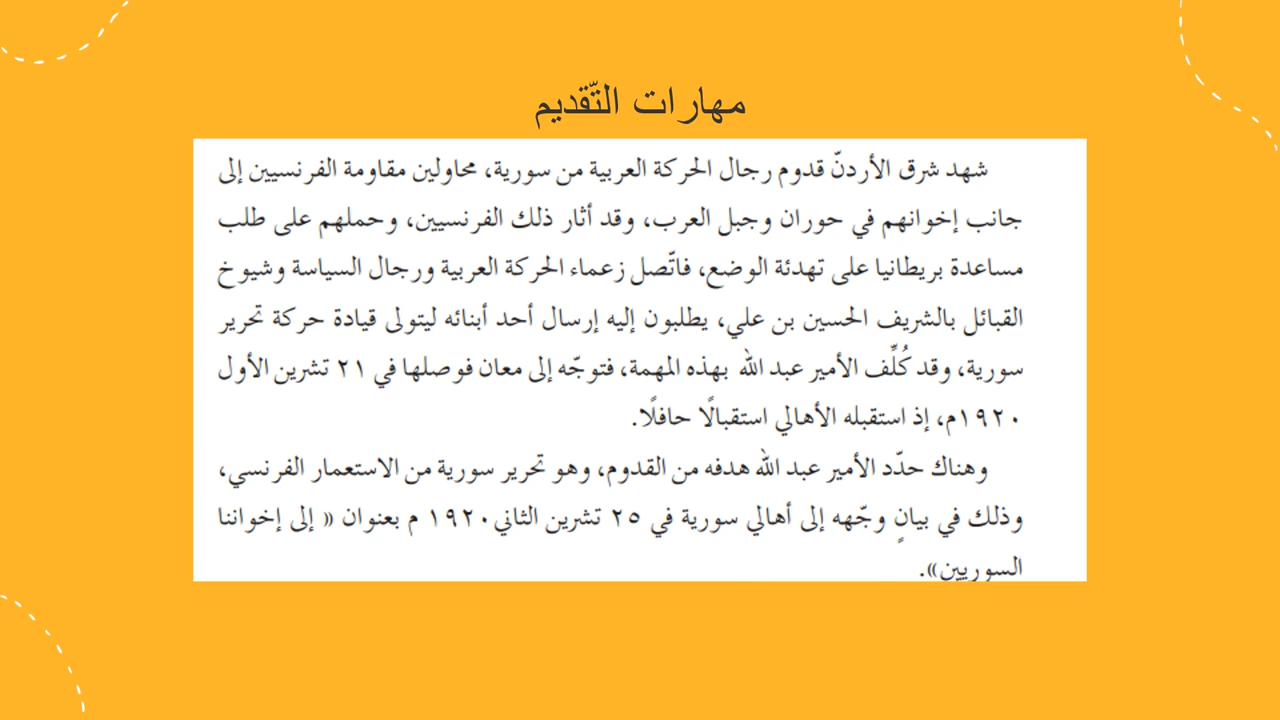 مهارات التّقديم
شهد شرق الأردنّ قدوم رجال الحركة العربية من سورية، محاولين مقاومة الفرنسيين إلى
جانب إخوانهم في حوران وجبل العرب، وقد أثار ذلك الفرنسيين، وحملهم على طلب
مساعدة بريطانيا على تهدئة الوضع، فاتّصل زعماء الحركة العربية ورجال السياسة وشيوخ
القبائل بالشريف الحسين بن علي، يطلبون إليه إرسال أحد أبنائه ليتولى قيادة حركة تحرير
سورية، وقد كُلِّف الأمير عبد الله بهذه المهمة، فتوجّه إلى معان فوصلها في ٢١ تشرين الأول
١٩٢٠م، إذ استقبله الأهالي استقبالًا حافلًا.
وهناك حدّد الأمير عبد الله هدفه من القدوم، وهو تحرير سورية من الاستعمار الفرنسي،
وذلك في بيانٍ وجّهه إلى أهالي سورية في ٢٥ تشرين الثاني١٩٢٠ م بعنوان « إلى إخواننا
السوريين».